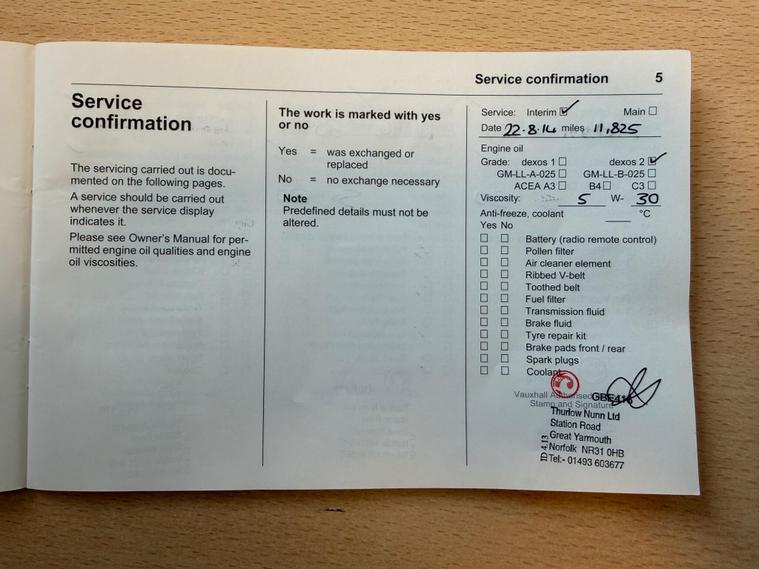 Service confirmation 5
Service
confirmation
The servicing carried out is docu-
mented on the following pages.
A service should be carried out
whenever the service display
indicates it.
Please see Owner's Manual for per-
mitted engine oil qualities and engine
oil viscosities.
The work is marked with yes
or no
Yes = was exchanged or
replaced
No = no exchange necessary
Note
Predefined details must not be
altered.
Service: Interim Main
Date 22.8.14 miles 11,825
Engine oil
Grade: dexos 1 dexos 2
GM-LL-A-025 GM-LL-B-025
ACEA A3 B4 C3
Viscosity: 5 W- 30
Anti-freeze, coolant °C
Yes No
Battery (radio remote control)
Pollen filter
Air cleaner element
Ribbed V-belt
Toothed belt
Fuel filter
Transmission fluid
Brake fluid
Tyre repair kit
Brake pads front / rear
Spark plugs
Coolant
Vauxhall Authorised
Stamp and Signature
Thurlow Nunn Ltd
Station Road
Great Yarmouth
Norfolk NR31 0HB
Tel:- 01493 603677